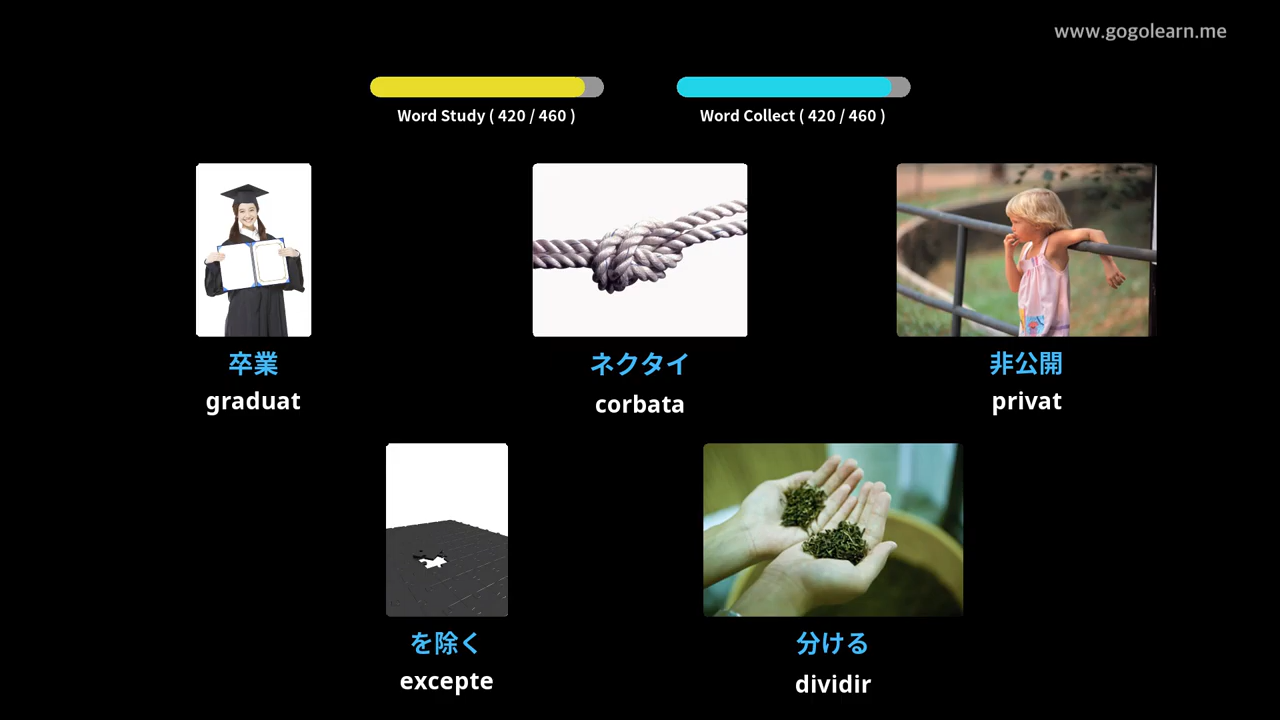 www.gogolearn.me
Word Study ( 420 / 460 )
Word Collect ( 420 / 460 )
卒業
graduat
ネクタイ
corbata
非公開
privat
を除く
excepte
分ける
dividir